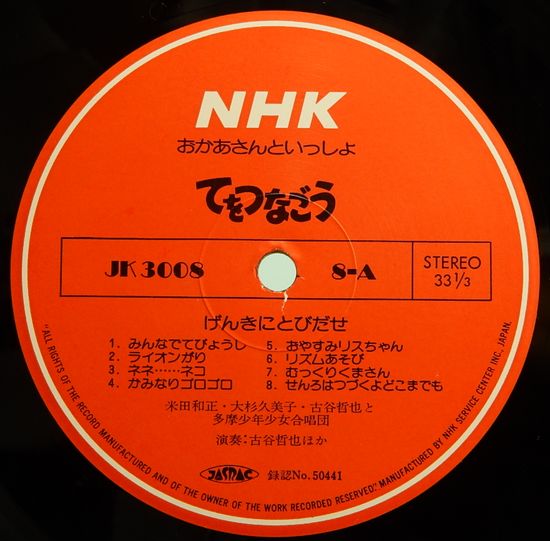 NHK
おかあさんといっしょ
てをつなごう
JK3008
8-A
STEREO
33 1/3
げんきにとびだせ
1. みんなでてびょうし
2. ライオンがり
3. ネネ……ネコ
4. かみなりゴロゴロ
5. おやすみリスちゃん
6. リズムあそび
7. むっくりくまさん
8. せんろはつづくよどこまでも
米田和正・大杉久美子・古谷哲也と
多摩少年少女合唱団
演奏:古谷哲也ほか
JASRAC 録認No. 50441
"ALL RIGHTS OF THE RECORD MANUFACTURED AND OF THE OWNER OF THE WORK RECORDED RESERVED." MANUFACTURED BY NHK SERVICE CENTER INC, JAPAN.